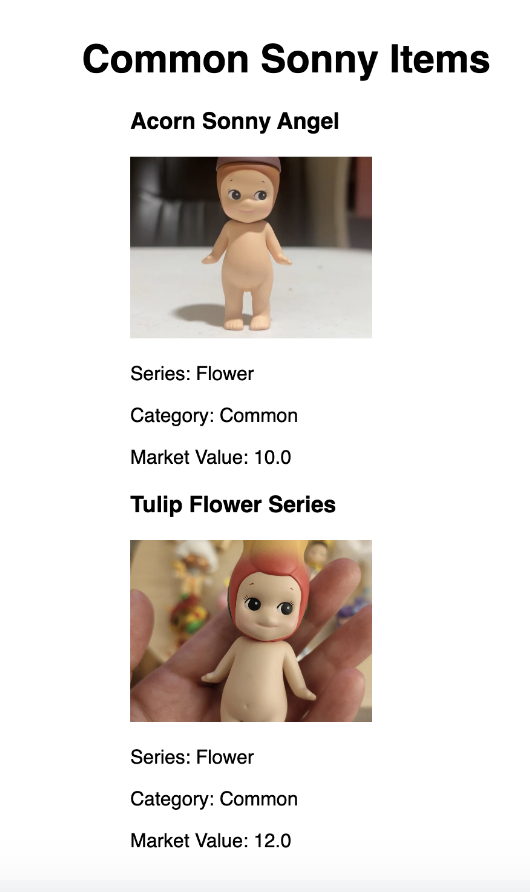 Common Sonny Items
Acorn Sonny Angel
Series: Flower
Category: Common
Market Value: 10.0
Tulip Flower Series
Series: Flower
Category: Common
Market Value: 12.0